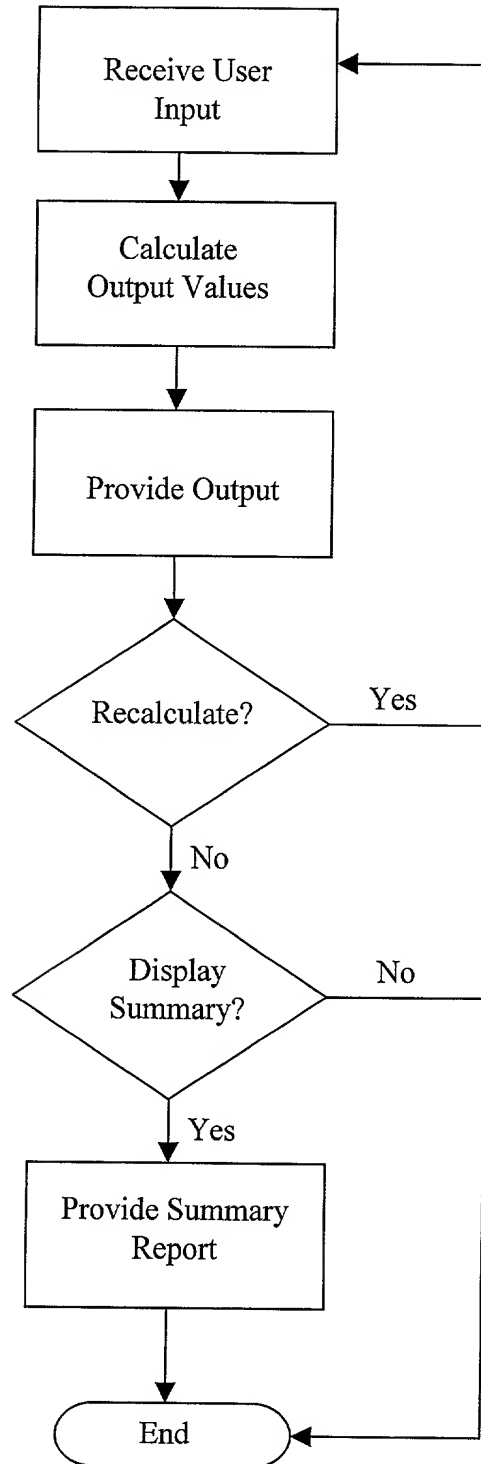 Receive User
Input
Calculate
Output Values
Provide Output
Recalculate?
Yes
No
Display
Summary?
No
Yes
Provide Summary
Report
End